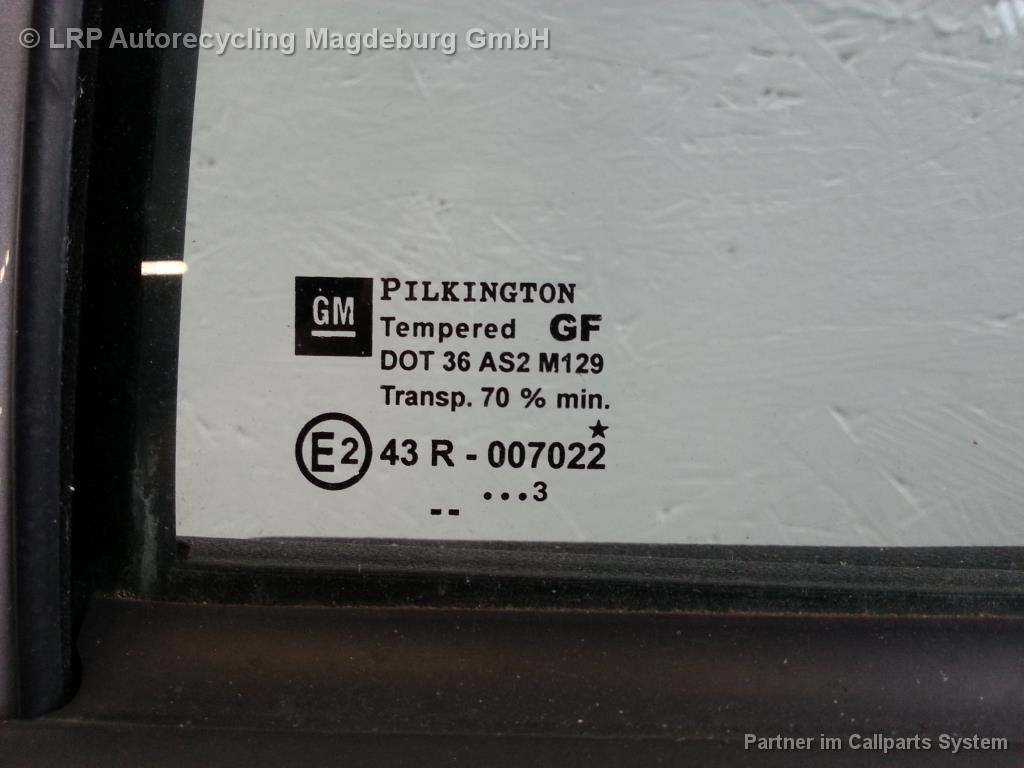 © LRP Autorecycling Magdeburg GmbH
GM
PILKINGTON
Tempered GF
DOT 36 AS2 M129
Transp. 70 % min.
E2 43 R - 007022
...3
--
Partner im Callparts System